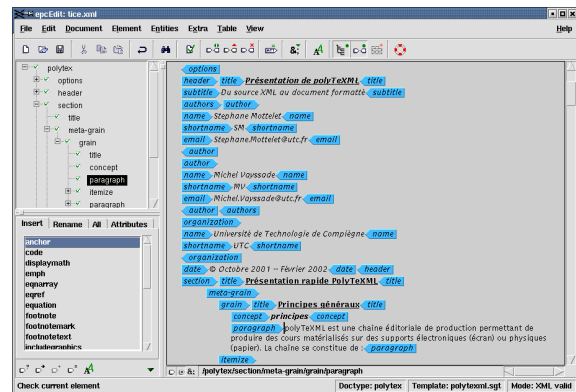 epcEdit: tice.xml
File Edit Document Element Entities Extra Table View Help
polytex
options
header
section
title
meta-grain
grain
title
concept
paragraph
itemize
paragraph
Insert Rename All Attributes
anchor
code
displaymath
emph
eqnarray
eqref
equation
footnote
footnotemark
footnotetext
includegraphics
options
header title Présentation de polyTeXML title
subtitle Du source XML au document formatté subtitle
authors author
name Stephane Mottelet name
shortname SM shortname
email Stephane.Mottelet@utc.fr email
author
author
name Michel Vayssade name
shortname MV shortname
email Michel.Vayssade@utc.fr email
author authors
organization
name Université de Technologie de Compiègne name
shortname UTC shortname
organization
date © Octobre 2001 -- Février 2002 date header
section title Présentation rapide PolyTeXML title
meta-grain
grain title Principes généraux title
concept principes concept
paragraph polyTeXML est une chaîne éditoriale de production permettant de
produire des cours matérialisés sur des supports électroniques (écran) ou physiques
(papier). La chaîne se constitue de : paragraph
itemize
/polytex/section/meta-grain/grain/paragraph
Check current element Doctype: polytex Template: polytexml.sgt Mode: XML valid